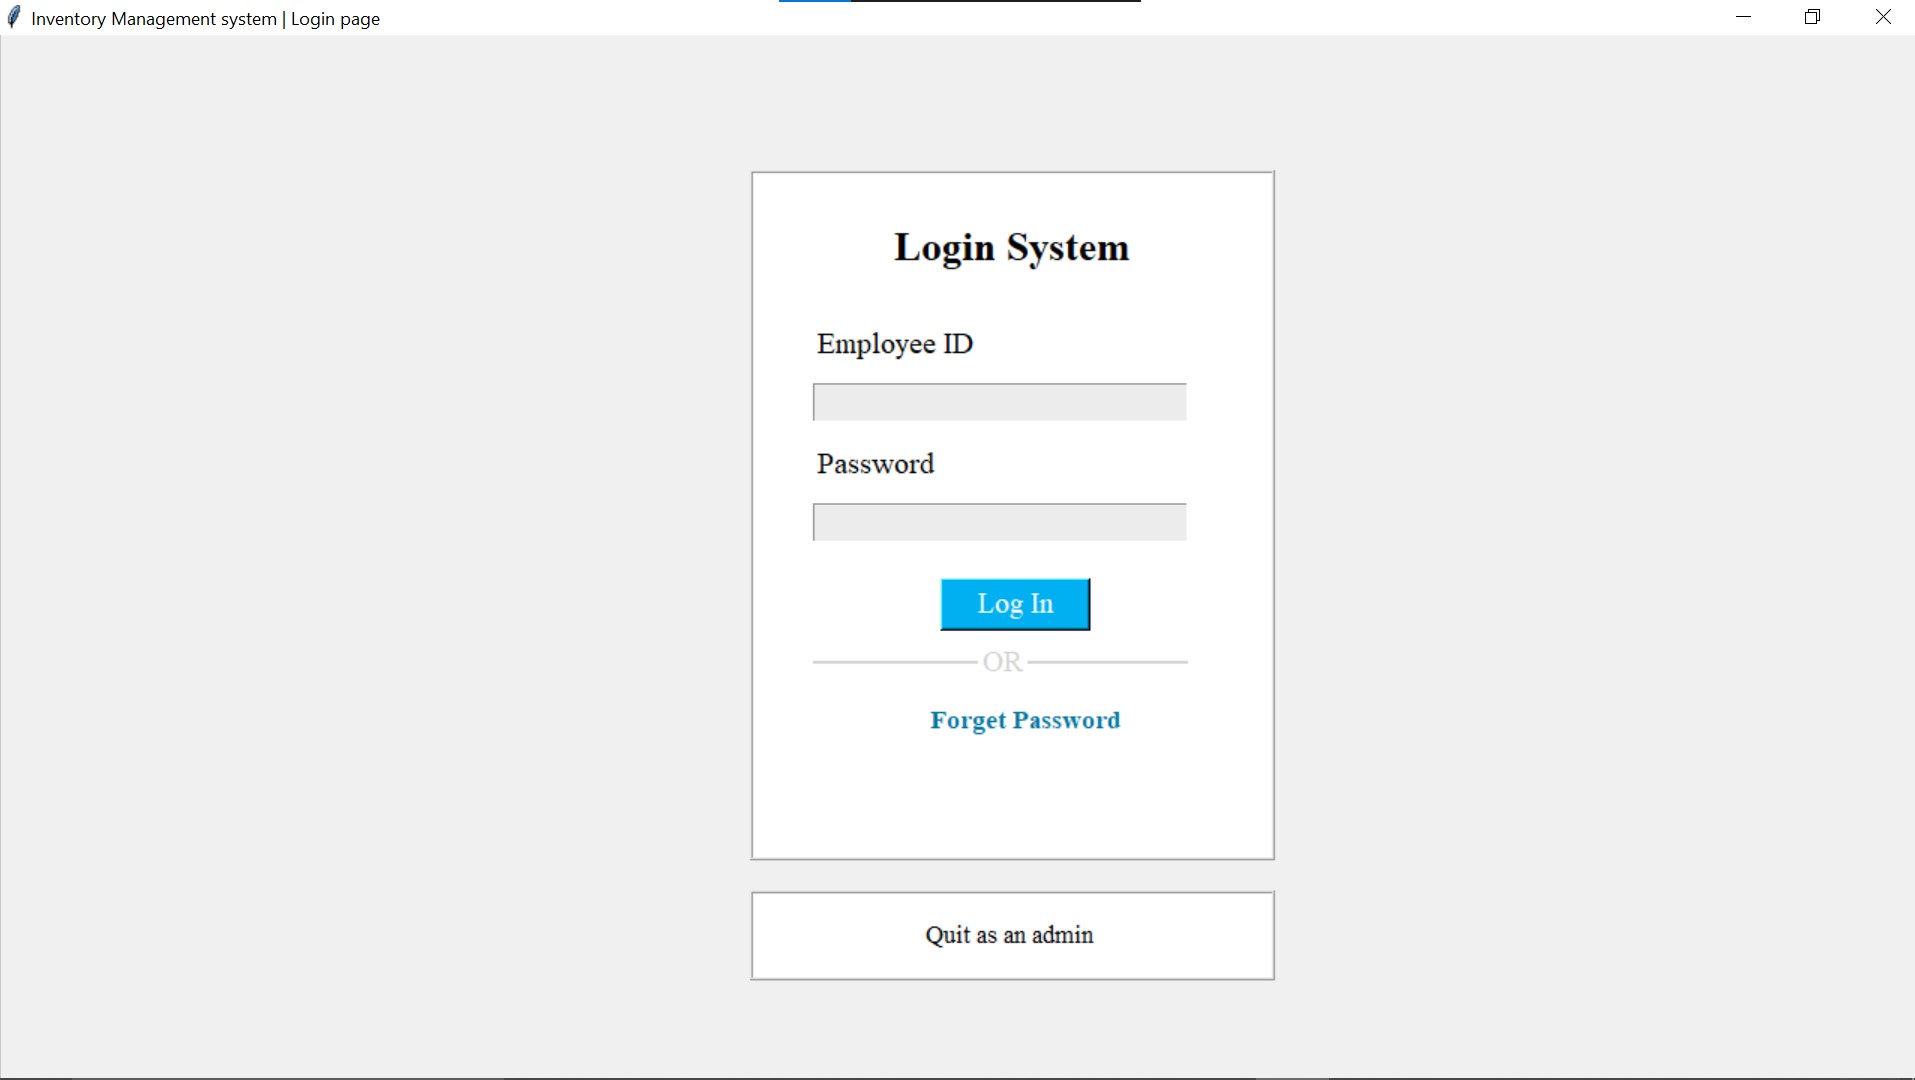 Inventory Management system | Login page
Login System
Employee ID
Password
Log In
OR
Forget Password
Quit as an admin